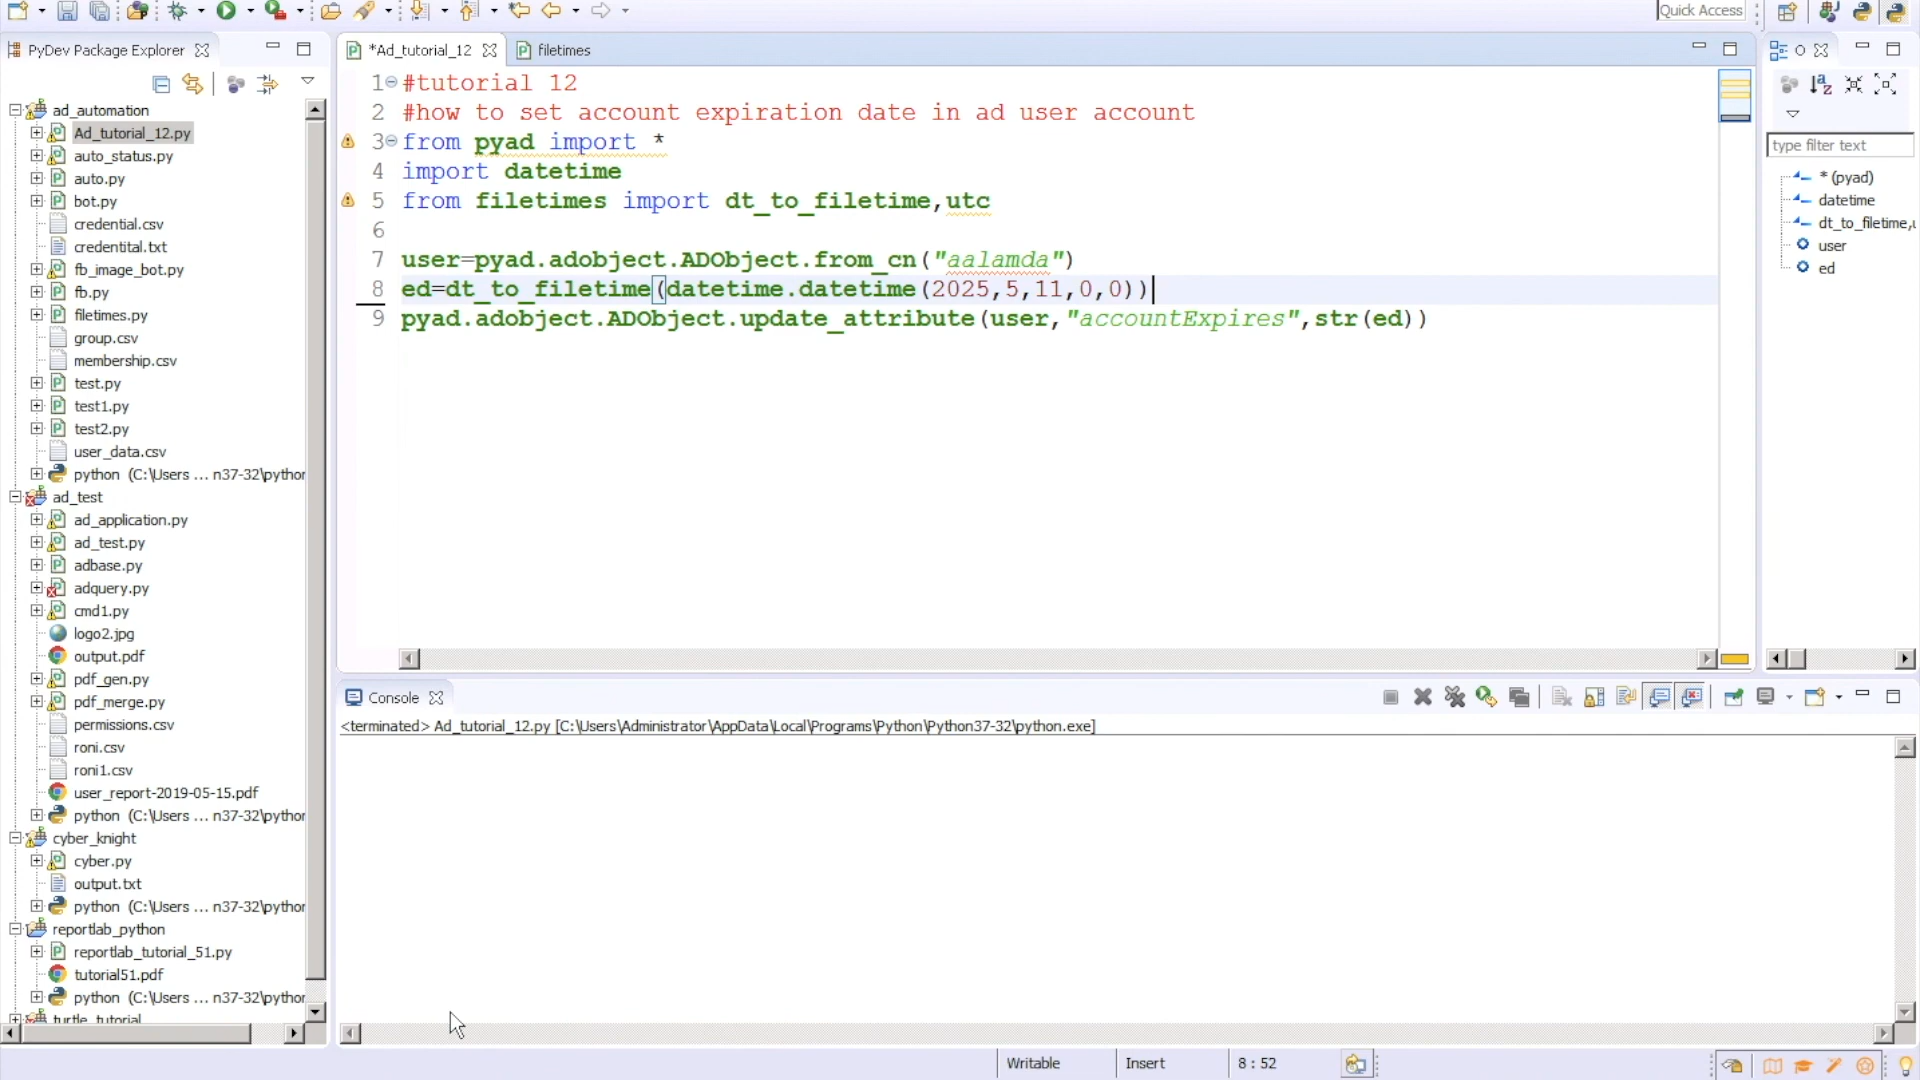 Quick Access
PyDev Package Explorer
ad_automation
Ad_tutorial_12.py
auto_status.py
auto.py
bot.py
credential.csv
credentital.txt
fb_image_bot.py
fb.py
filetimes.py
group.csv
membership.csv
test.py
test1.py
test2.py
user_data.csv
python (C:\Users ... n37-32\python
ad_test
ad_application.py
ad_test.py
adbase.py
adquery.py
cmd1.py
logo2.jpg
output.pdf
pdf_gen.py
pdf_merge.py
permissions.csv
roni.csv
roni1.csv
user_report-2019-05-15.pdf
python (C:\Users ... n37-32\python
cyber_knight
cyber.py
output.txt
python (C:\Users ... n37-32\python
reportlab_python
reportlab_tutorial_51.py
tutorial51.pdf
python (C:\Users ... n37-32\python
turtle_tutorial
*Ad_tutorial_12
filetimes
1 #tutorial 12
2 #how to set account expiration date in ad user account
3 from pyad import *
4 import datetime
5 from filetimes import dt_to_filetime,utc
6
7 user=pyad.adobject.ADObject.from_cn("aalamda")
8 ed=dt_to_filetime(datetime.datetime(2025,5,11,0,0))
9 pyad.adobject.ADObject.update_attribute(user,"accountExpires",str(ed))
type filter text
* (pyad)
datetime
dt_to_filetime,u
user
ed
Console
<terminated> Ad_tutorial_12.py [C:\Users\Administrator\AppData\Local\Programs\Python\Python37-32\python.exe]
Writable
Insert
8 : 52